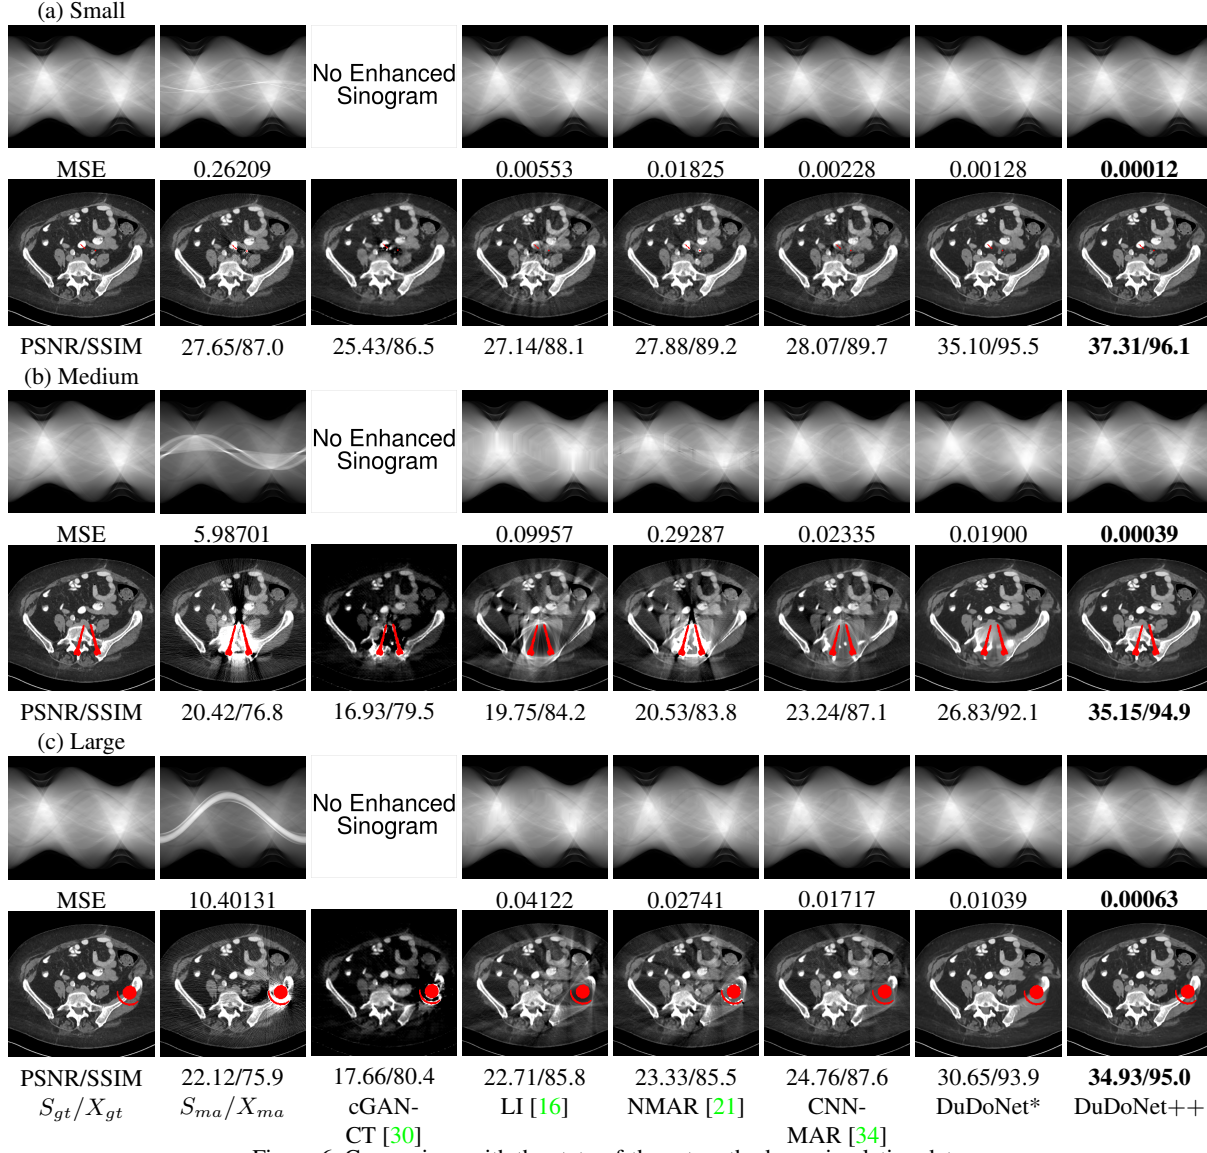 (a) Small
No Enhanced
Sinogram
MSE 0.26209 0.00553 0.01825 0.00228 0.00128 0.00012
PSNR/SSIM 27.65/87.0 25.43/86.5 27.14/88.1 27.88/89.2 28.07/89.7 35.10/95.5 37.31/96.1
(b) Medium
No Enhanced
Sinogram
MSE 5.98701 0.09957 0.29287 0.02335 0.01900 0.00039
PSNR/SSIM 20.42/76.8 16.93/79.5 19.75/84.2 20.53/83.8 23.24/87.1 26.83/92.1 35.15/94.9
(c) Large
No Enhanced
Sinogram
MSE 10.40131 0.04122 0.02741 0.01717 0.01039 0.00063
PSNR/SSIM 22.12/75.9 17.66/80.4 22.71/85.8 23.33/85.5 24.76/87.6 30.65/93.9 34.93/95.0
S_gt/X_gt S_ma/X_ma cGAN- LI [16] NMAR [21] CNN- DuDoNet* DuDoNet++
CT [30] MAR [34]